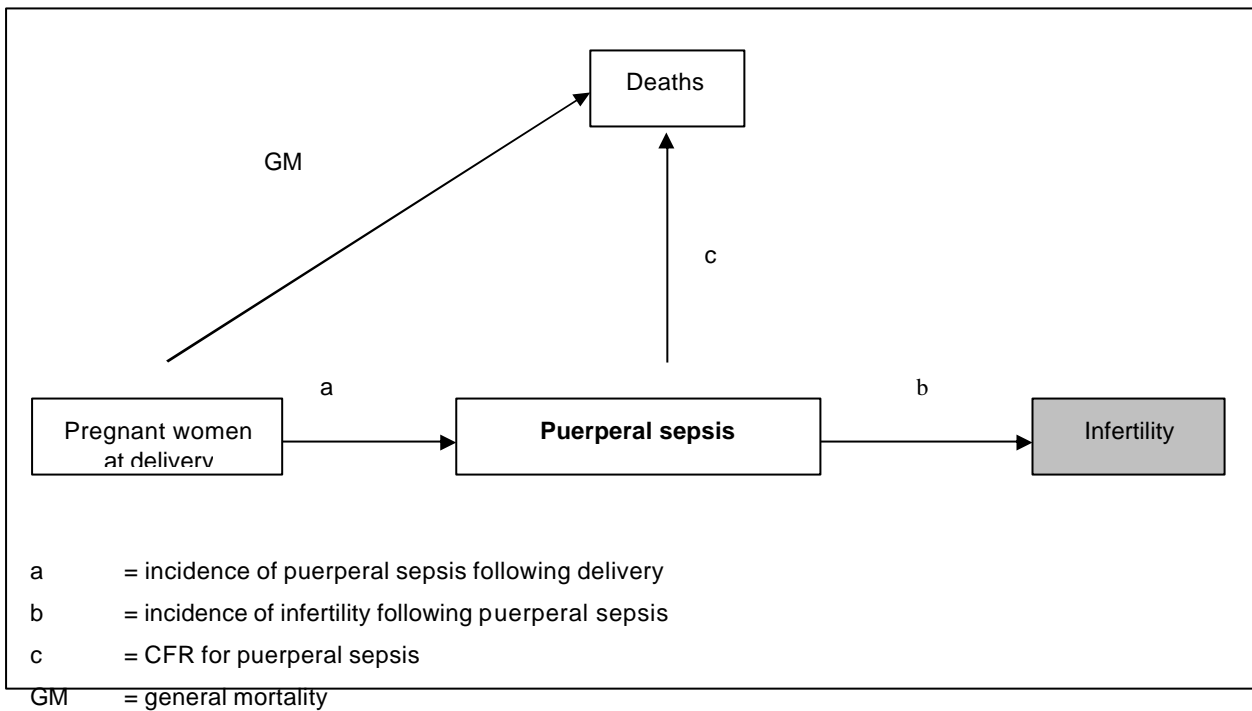 Deaths
GM
c
a
b
Pregnant women
at delivery
Puerperal sepsis
Infertility
a = incidence of puerperal sepsis following delivery
b = incidence of infertility following puerperal sepsis
c = CFR for puerperal sepsis
GM = general mortality